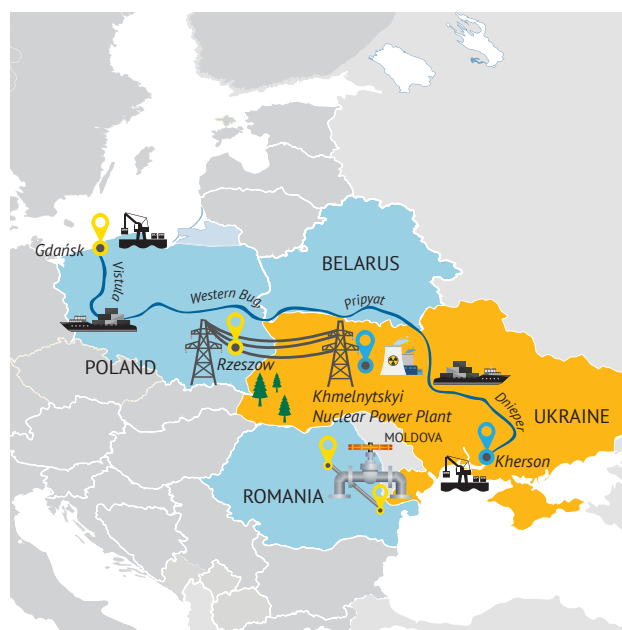 Gdańsk
Vistula
BELARUS
Western Bug,
Pripyat
POLAND
Rzeszow
Khmelnytskyi
Nuclear Power Plant
Dnieper
UKRAINE
MOLDOVA
Kherson
ROMANIA